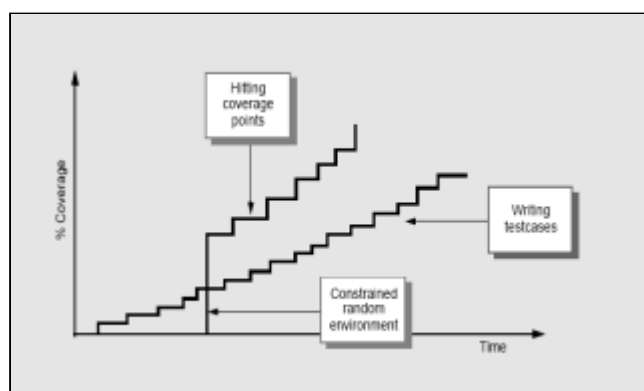 Hitting
coverage
points
% Coverage
Writing
testcases
Constrained
random
environment
Time